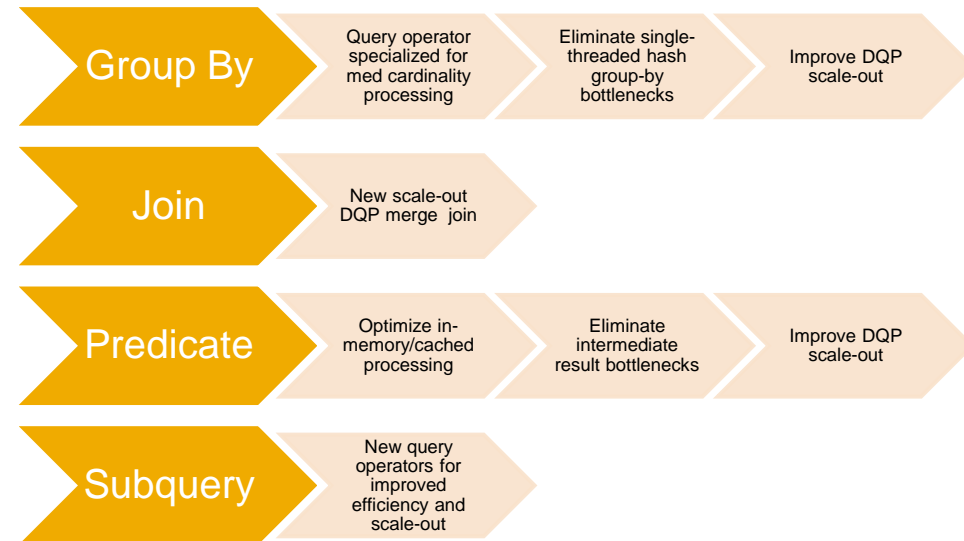 Group By
Query operator
specialized for
med cardinality
processing
Eliminate single-
threaded hash
group-by
bottlenecks
Improve DQP
scale-out
Join
New scale-out
DQP merge join
Predicate
Optimize in-
memory/cached
processing
Eliminate
intermediate
result bottlenecks
Improve DQP
scale-out
Subquery
New query
operators for
improved
efficiency and
scale-out